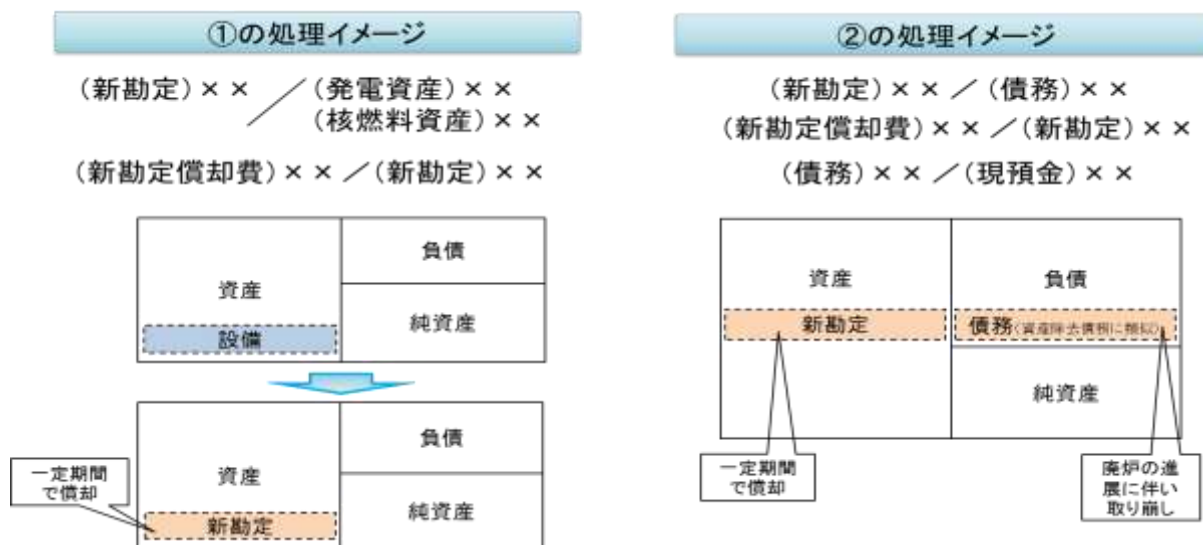 ①の処理イメージ
(新勘定)××／(発電資産)××
(核燃料資産)××
(新勘定償却費)××／(新勘定)××
資産
設備
負債
純資産
一定期間
で償却
資産
新勘定
負債
純資産
②の処理イメージ
(新勘定)××／(債務)××
(新勘定償却費)××／(新勘定)××
(債務)××／(現預金)××
資産
新勘定
負債
債務(資産除去債務に類似)
純資産
一定期間
で償却
廃炉の進
展に伴い
取り崩し